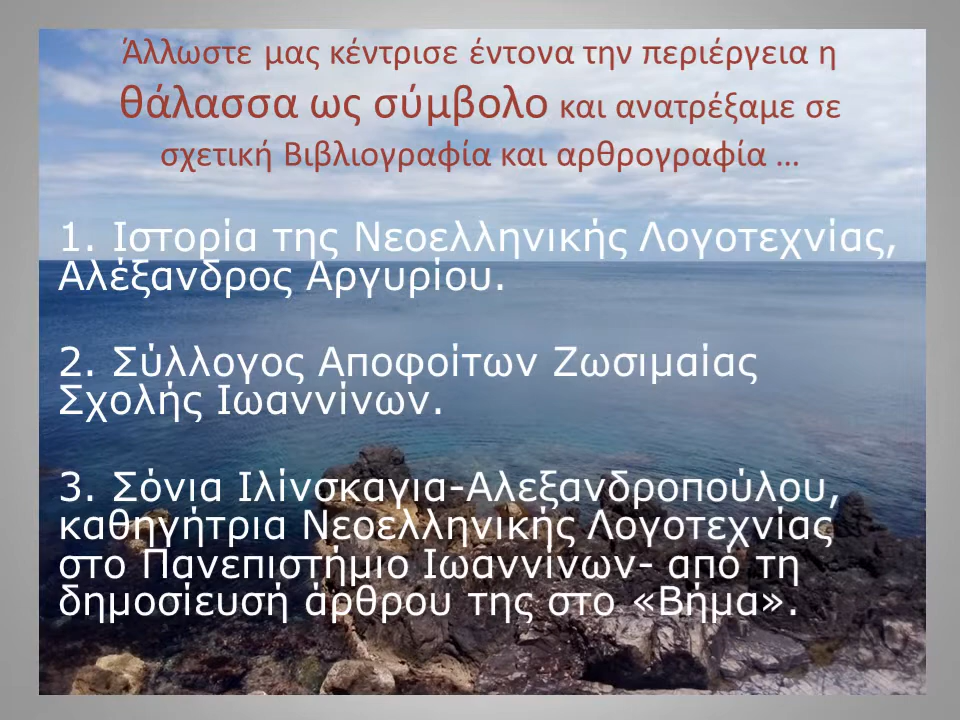 Άλλωστε μας κέντρισε έντονα την περιέργεια η
θάλασσα ως σύμβολο και ανατρέξαμε σε
σχετική Βιβλιογραφία και αρθρογραφία ...
1. Ιστορία της Νεοελληνικής Λογοτεχνίας,
Αλέξανδρος Αργυρίου.
2. Σύλλογος Αποφοίτων Ζωσιμαίας
Σχολής Ιωαννίνων.
3. Σόνια Ιλίνσκαγια-Αλεξανδροπούλου,
καθηγήτρια Νεοελληνικής Λογοτεχνίας
στο Πανεπιστήμιο Ιωαννίνων- από τη
δημοσίευσή άρθρου της στο «Βήμα».